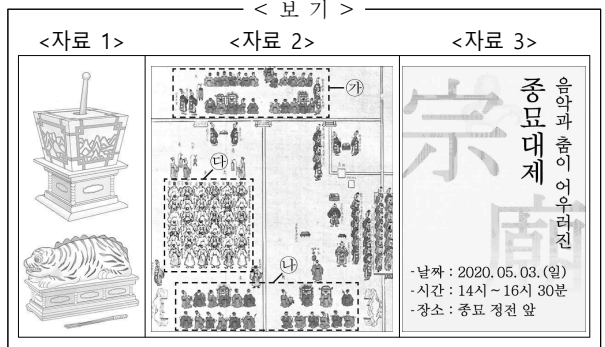 < 보 기 >
<자료 1>
<자료 2>
<자료 3>
㉮
㉰
㉯
宗廟
음악과 춤이 어우러진
종묘대제
-날짜 : 2020.05.03.(일)
-시간 : 14시~16시 30분
-장소 : 종묘 정전 앞